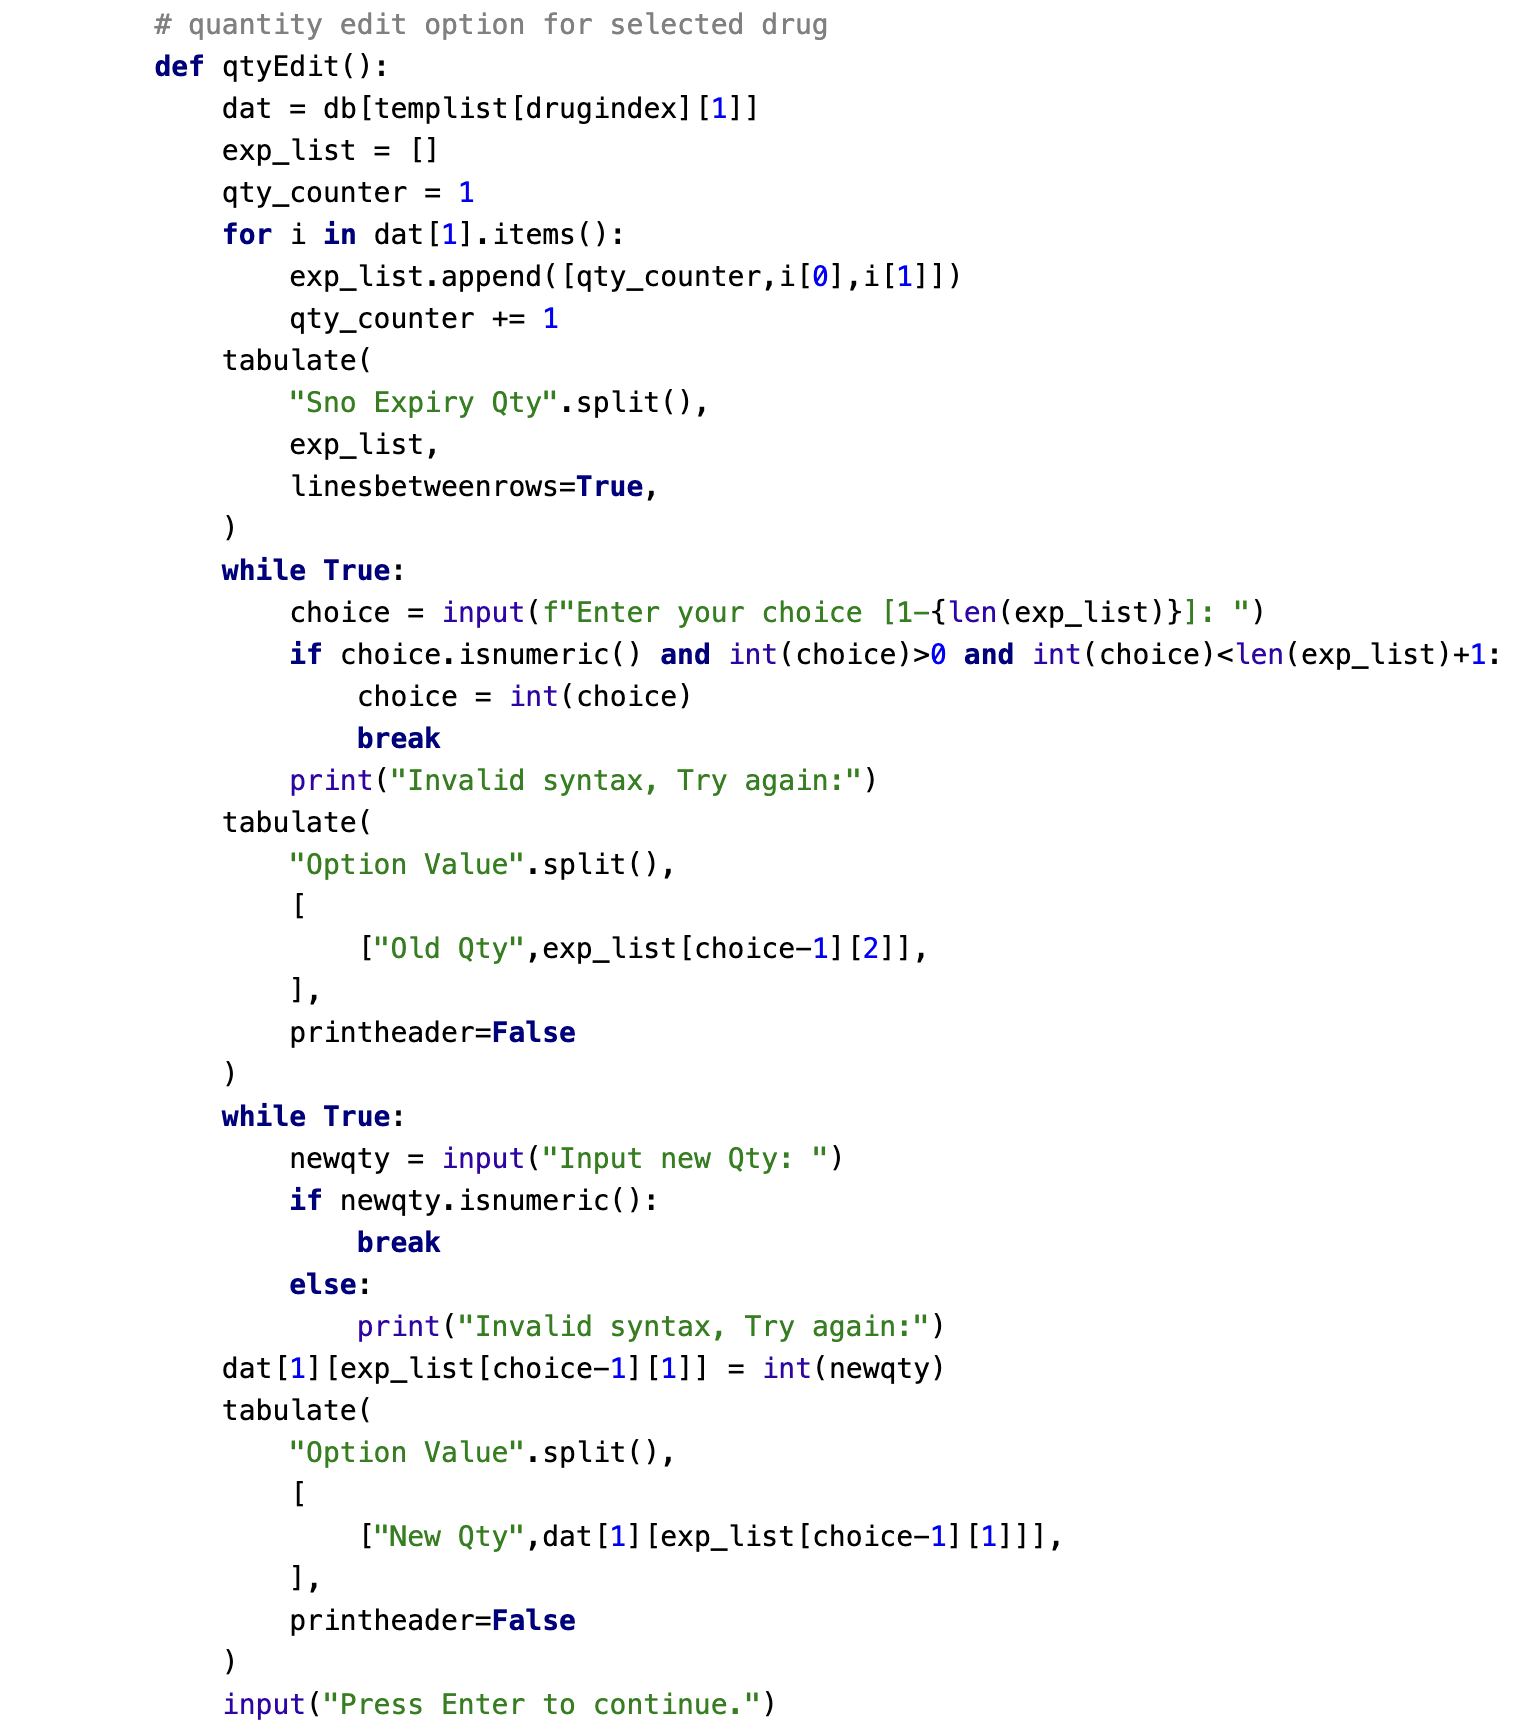 # quantity edit option for selected drug
def qtyEdit():
    dat = db[templist[drugindex][1]]
    exp_list = []
    qty_counter = 1
    for i in dat[1].items():
        exp_list.append([qty_counter,i[0],i[1]])
        qty_counter += 1
    tabulate(
        "Sno Expiry Qty".split(),
        exp_list,
        linesbetweenrows=True,
    )
    while True:
        choice = input(f"Enter your choice [1-{len(exp_list)}]: ")
        if choice.isnumeric() and int(choice)>0 and int(choice)<len(exp_list)+1:
            choice = int(choice)
            break
        print("Invalid syntax, Try again:")
    tabulate(
        "Option Value".split(),
        [
            ["Old Qty",exp_list[choice-1][2]],
        ],
        printheader=False
    )
    while True:
        newqty = input("Input new Qty: ")
        if newqty.isnumeric():
            break
        else:
            print("Invalid syntax, Try again:")
    dat[1][exp_list[choice-1][1]] = int(newqty)
    tabulate(
        "Option Value".split(),
        [
            ["New Qty",dat[1][exp_list[choice-1][1]]],
        ],
        printheader=False
    )
    input("Press Enter to continue.")